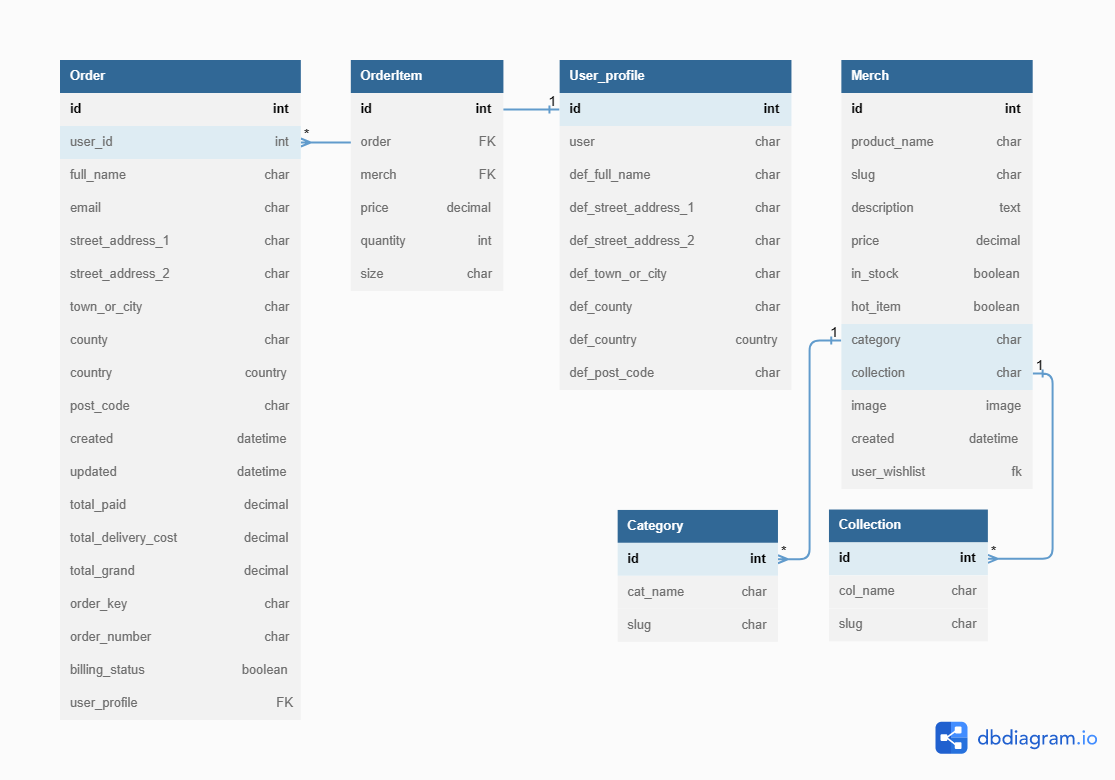 Order
id int
user_id int
full_name char
email char
street_address_1 char
street_address_2 char
town_or_city char
county char
country country
post_code char
created datetime
updated datetime
total_paid decimal
total_delivery_cost decimal
total_grand decimal
order_key char
order_number char
billing_status boolean
user_profile FK
*
OrderItem
id int
order FK
merch FK
price decimal
quantity int
size char
1
User_profile
id int
user char
def_full_name char
def_street_address_1 char
def_street_address_2 char
def_town_or_city char
def_county char
def_country country
def_post_code char
Merch
id int
product_name char
slug char
description text
price decimal
in_stock boolean
hot_item boolean
1
category char
collection char
1
image image
created datetime
user_wishlist fk
Category
id int
*
cat_name char
slug char
Collection
id int
*
col_name char
slug char
dbdiagram.io